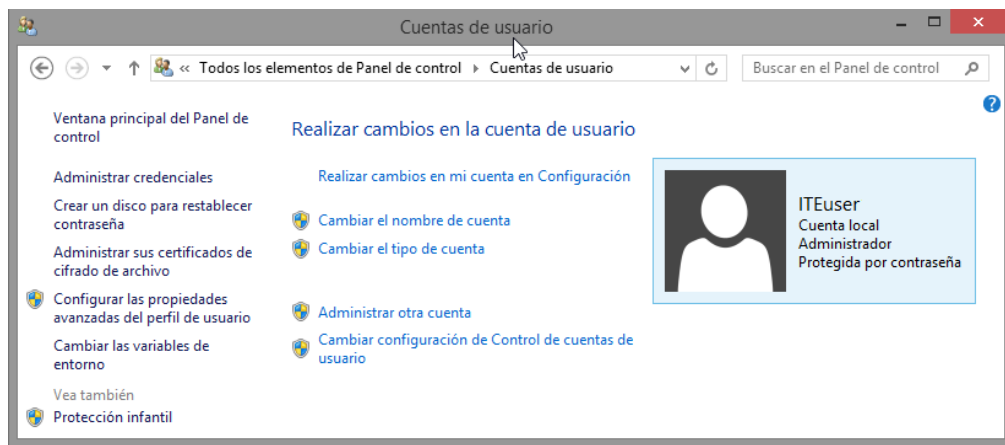 Cuentas de usuario
« Todos los elementos de Panel de control ▸ Cuentas de usuario
Buscar en el Panel de control
Ventana principal del Panel de
control
Administrar credenciales
Crear un disco para restablecer
contraseña
Administrar sus certificados de
cifrado de archivo
Configurar las propiedades
avanzadas del perfil de usuario
Cambiar las variables de
entorno
Vea también
Protección infantil
Realizar cambios en la cuenta de usuario
Realizar cambios en mi cuenta en Configuración
Cambiar el nombre de cuenta
Cambiar el tipo de cuenta
Administrar otra cuenta
Cambiar configuración de Control de cuentas de
usuario
ITEuser
Cuenta local
Administrador
Protegida por contraseña